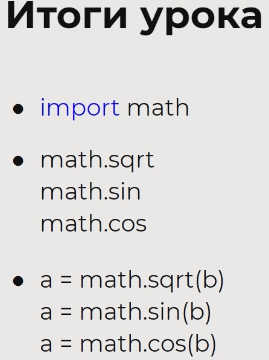 Итоги урока
• import math
• math.sqrt
math.sin
math.cos
• a = math.sqrt(b)
a = math.sin(b)
a = math.cos(b)